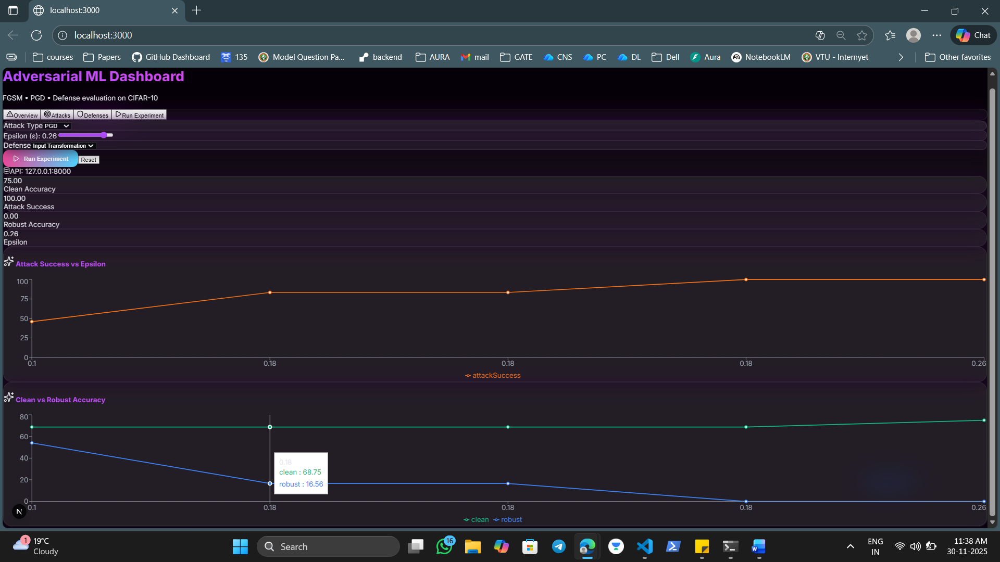 localhost:3000
localhost:3000
Chat
courses Papers GitHub Dashboard 135 Model Question Pa... backend AURA mail GATE CNS PC DL Dell Aura NotebookLM VTU - Internyet Other favorites
Adversarial ML Dashboard
FGSM • PGD • Defense evaluation on CIFAR-10
Overview Attacks Defenses Run Experiment
Attack Type PGD
Epsilon (ε): 0.26
Defense Input Transformation
Run Experiment Reset
API: 127.0.0.1:8000
75.00
Clean Accuracy
100.00
Attack Success
0.00
Robust Accuracy
0.26
Epsilon
Attack Success vs Epsilon
100
75
50
25
0
0.1 0.18 0.18 0.18 0.26
attackSuccess
Clean vs Robust Accuracy
80
60
40
20
0
0.18
clean : 68.75
robust : 16.56
0.1 0.18 0.18 0.18 0.26
N
clean robust
1
19°C
Cloudy
Search
16
W
ENG
IN
11:38 AM
30-11-2025